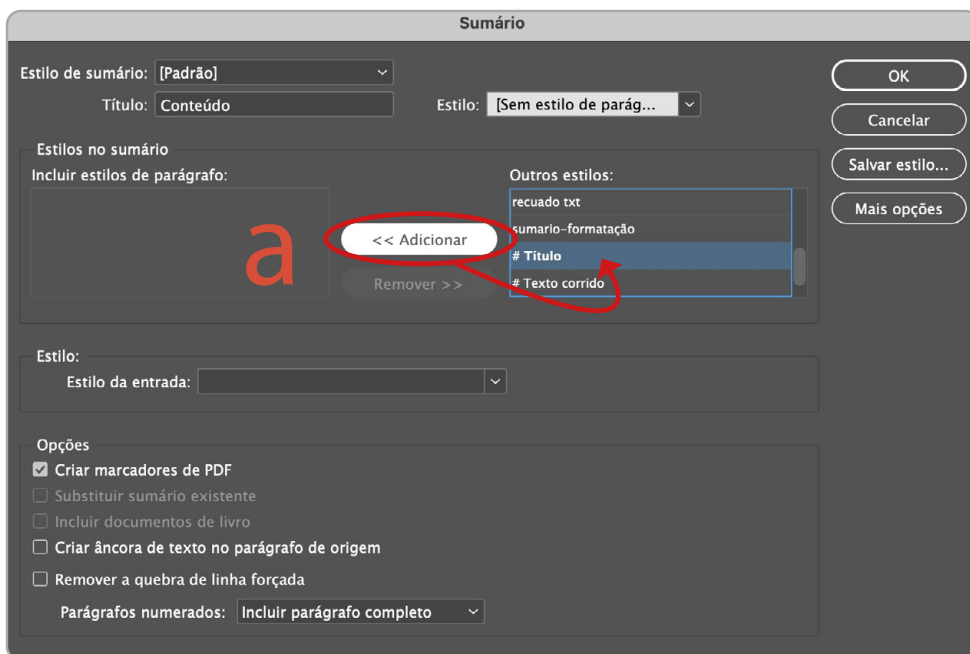 Sumário
Estilo de sumário: [Padrão]
OK
Título: Conteúdo Estilo: [Sem estilo de parág...
Cancelar
Estilos no sumário
Salvar estilo...
Incluir estilos de parágrafo: Outros estilos:
recuado txt
Mais opções
sumario-formatação
a << Adicionar
# Título
Remover >> # Texto corrido
Estilo:
Estilo da entrada:
Opções
Criar marcadores de PDF
Substituir sumário existente
Incluir documentos de livro
Criar âncora de texto no parágrafo de origem
Remover a quebra de linha forçada
Parágrafos numerados: Incluir parágrafo completo